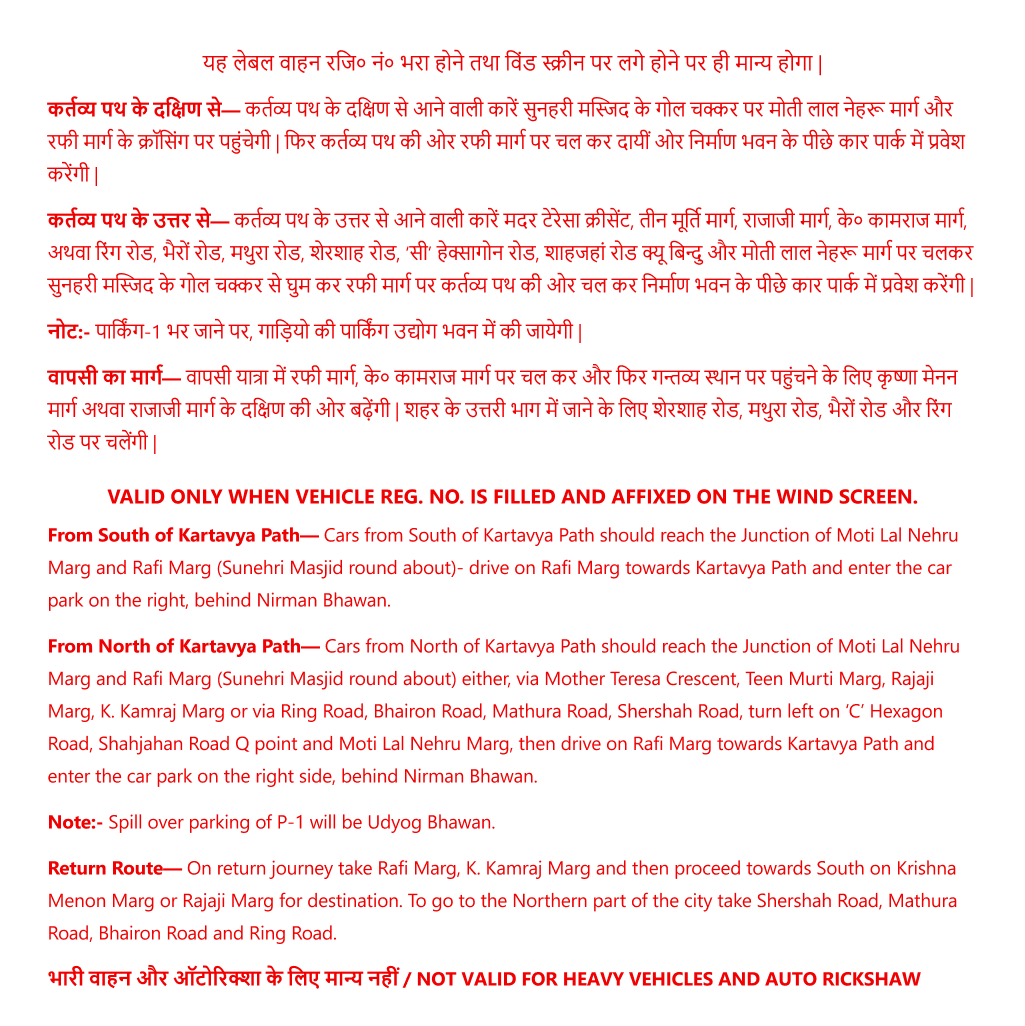 यह लेबल वाहन रजि० नं० भरा होने तथा विंड स्क्रीन पर लगे होने पर ही मान्य होगा |
कर्तव्य पथ के दक्षिण से— कर्तव्य पथ के दक्षिण से आने वाली कारें सुनहरी मस्जिद के गोल चक्कर पर मोती लाल नेहरू मार्ग और
रफी मार्ग के क्रॉसिंग पर पहुंचेगी | फिर कर्तव्य पथ की ओर रफी मार्ग पर चल कर दायीं ओर निर्माण भवन के पीछे कार पार्क में प्रवेश
करेंगी |
कर्तव्य पथ के उत्तर से— कर्तव्य पथ के उत्तर से आने वाली कारें मदर टेरेसा क्रीसेंट, तीन मूर्ति मार्ग, राजाजी मार्ग, के० कामराज मार्ग,
अथवा रिंग रोड, भैरों रोड, मथुरा रोड, शेरशाह रोड, ‘सी’ हेक्सागोन रोड, शाहजहां रोड क्यू बिन्दु और मोती लाल नेहरू मार्ग पर चलकर
सुनहरी मस्जिद के गोल चक्कर से घुम कर रफी मार्ग पर कर्तव्य पथ की ओर चल कर निर्माण भवन के पीछे कार पार्क में प्रवेश करेंगी |
नोट:- पार्किंग-1 भर जाने पर, गाड़ियो की पार्किंग उद्योग भवन में की जायेगी |
वापसी का मार्ग— वापसी यात्रा में रफी मार्ग, के० कामराज मार्ग पर चल कर और फिर गन्तव्य स्थान पर पहुंचने के लिए कृष्णा मेनन
मार्ग अथवा राजाजी मार्ग के दक्षिण की ओर बढ़ेंगी | शहर के उत्तरी भाग में जाने के लिए शेरशाह रोड, मथुरा रोड, भैरों रोड और रिंग
रोड पर चलेंगी |
VALID ONLY WHEN VEHICLE REG. NO. IS FILLED AND AFFIXED ON THE WIND SCREEN.
From South of Kartavya Path— Cars from South of Kartavya Path should reach the Junction of Moti Lal Nehru
Marg and Rafi Marg (Sunehri Masjid round about)- drive on Rafi Marg towards Kartavya Path and enter the car
park on the right, behind Nirman Bhawan.
From North of Kartavya Path— Cars from North of Kartavya Path should reach the Junction of Moti Lal Nehru
Marg and Rafi Marg (Sunehri Masjid round about) either, via Mother Teresa Crescent, Teen Murti Marg, Rajaji
Marg, K. Kamraj Marg or via Ring Road, Bhairon Road, Mathura Road, Shershah Road, turn left on ‘C’ Hexagon
Road, Shahjahan Road Q point and Moti Lal Nehru Marg, then drive on Rafi Marg towards Kartavya Path and
enter the car park on the right side, behind Nirman Bhawan.
Note:- Spill over parking of P-1 will be Udyog Bhawan.
Return Route— On return journey take Rafi Marg, K. Kamraj Marg and then proceed towards South on Krishna
Menon Marg or Rajaji Marg for destination. To go to the Northern part of the city take Shershah Road, Mathura
Road, Bhairon Road and Ring Road.
भारी वाहन और ऑटोरिक्शा के लिए मान्य नहीं / NOT VALID FOR HEAVY VEHICLES AND AUTO RICKSHAW